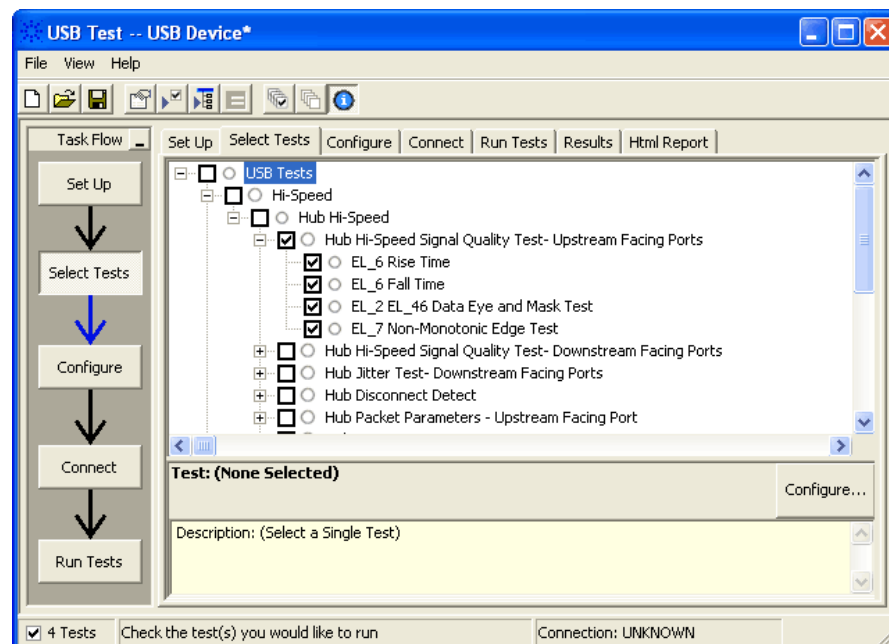 USB Test -- USB Device*
File View Help
Task Flow
Set Up
Select Tests
Configure
Connect
Run Tests
Set Up Select Tests Configure Connect Run Tests Results Html Report
USB Tests
Hi-Speed
Hub Hi-Speed
Hub Hi-Speed Signal Quality Test- Upstream Facing Ports
EL_6 Rise Time
EL_6 Fall Time
EL_2 EL_46 Data Eye and Mask Test
EL_7 Non-Monotonic Edge Test
Hub Hi-Speed Signal Quality Test- Downstream Facing Ports
Hub Jitter Test- Downstream Facing Ports
Hub Disconnect Detect
Hub Packet Parameters - Upstream Facing Port
Test: (None Selected)
Configure...
Description: (Select a Single Test)
4 Tests Check the test(s) you would like to run Connection: UNKNOWN